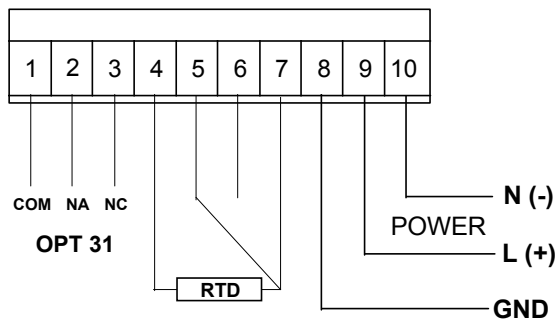 1 2 3 4 5 6 7 8 9 10
COM NA NC
OPT 31
RTD
N (-)
POWER
L (+)
GND